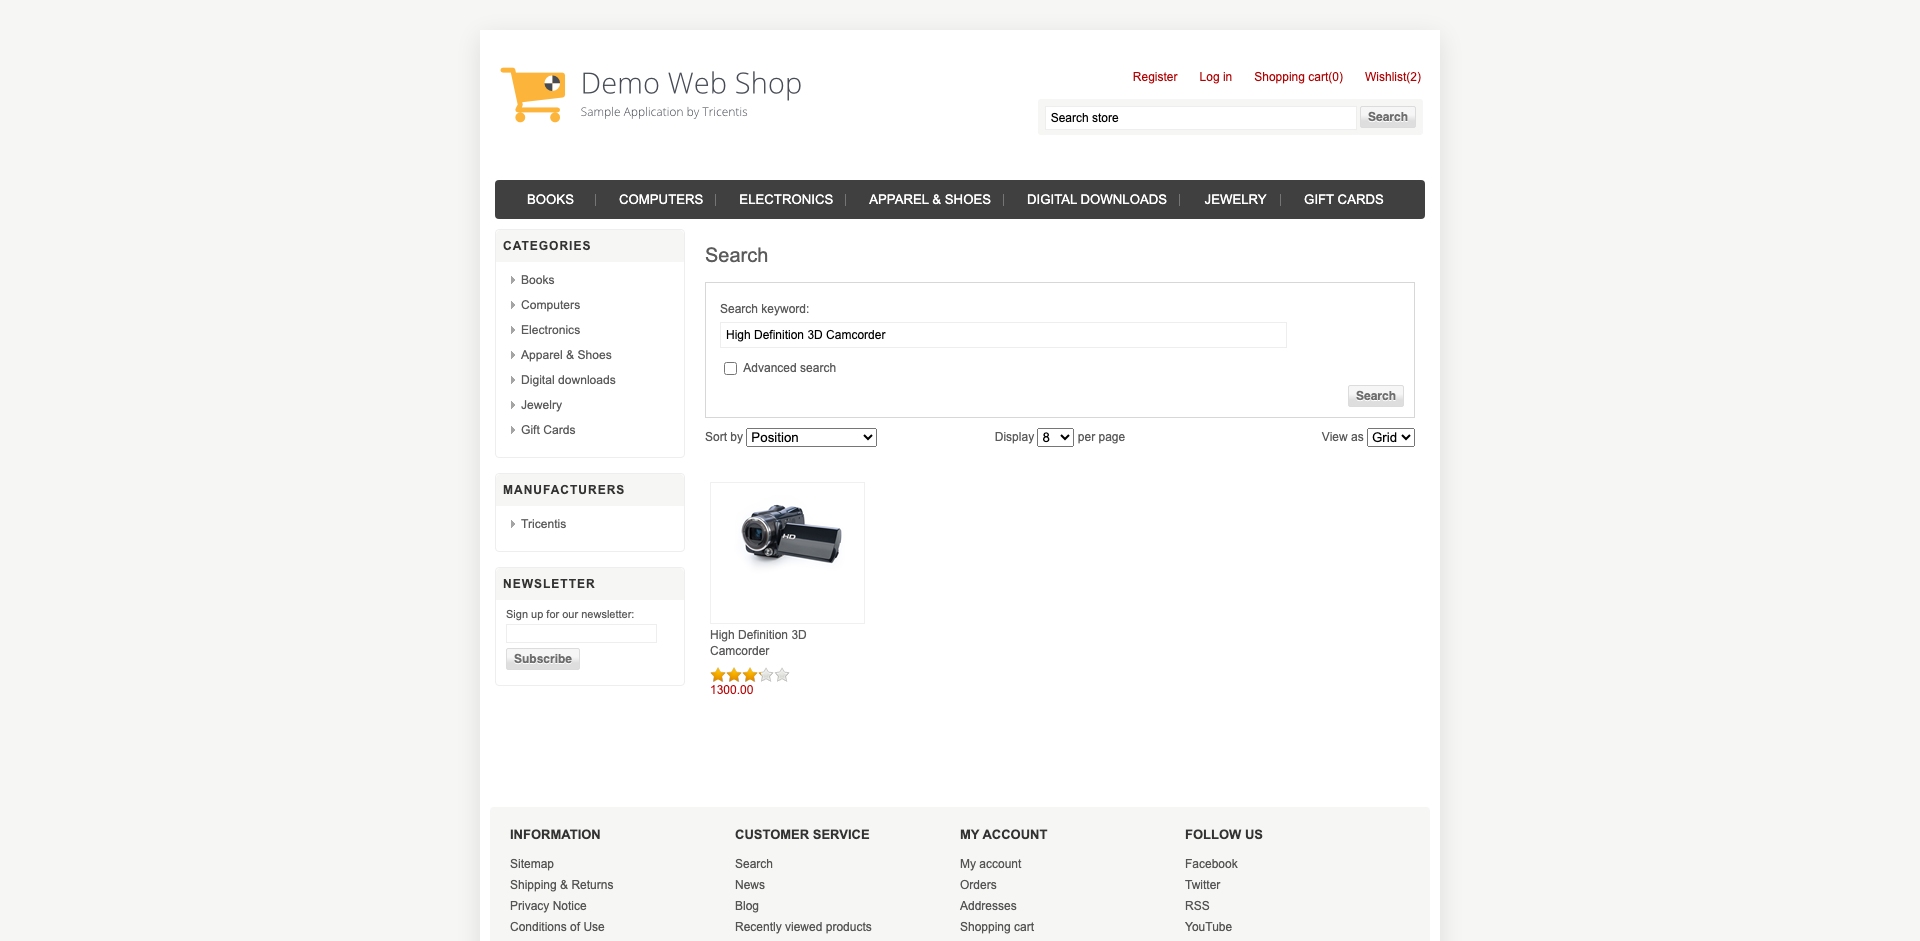 Demo Web Shop
Sample Application by Tricentis
Register Log in Shopping cart(0) Wishlist(2)
Search store Search
BOOKS COMPUTERS ELECTRONICS APPAREL & SHOES DIGITAL DOWNLOADS JEWELRY GIFT CARDS
CATEGORIES
Books
Computers
Electronics
Apparel & Shoes
Digital downloads
Jewelry
Gift Cards
MANUFACTURERS
Tricentis
NEWSLETTER
Sign up for our newsletter:
Subscribe
Search
Search keyword:
High Definition 3D Camcorder
Advanced search
Search
Sort by Position Display 8 per page View as Grid
HD
High Definition 3D
Camcorder
1300.00
INFORMATION
Sitemap
Shipping & Returns
Privacy Notice
Conditions of Use
CUSTOMER SERVICE
Search
News
Blog
Recently viewed products
MY ACCOUNT
My account
Orders
Addresses
Shopping cart
FOLLOW US
Facebook
Twitter
RSS
YouTube